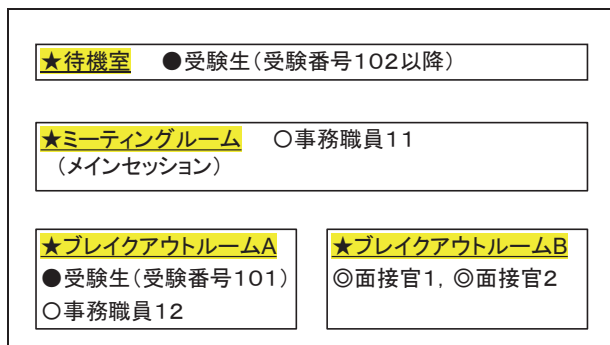 ★待機室 ●受験生(受験番号102以降)
★ミーティングルーム ○事務職員11
(メインセッション)
★ブレイクアウトルームA
●受験生(受験番号101)
○事務職員12
★ブレイクアウトルームB
◎面接官1,◎面接官2